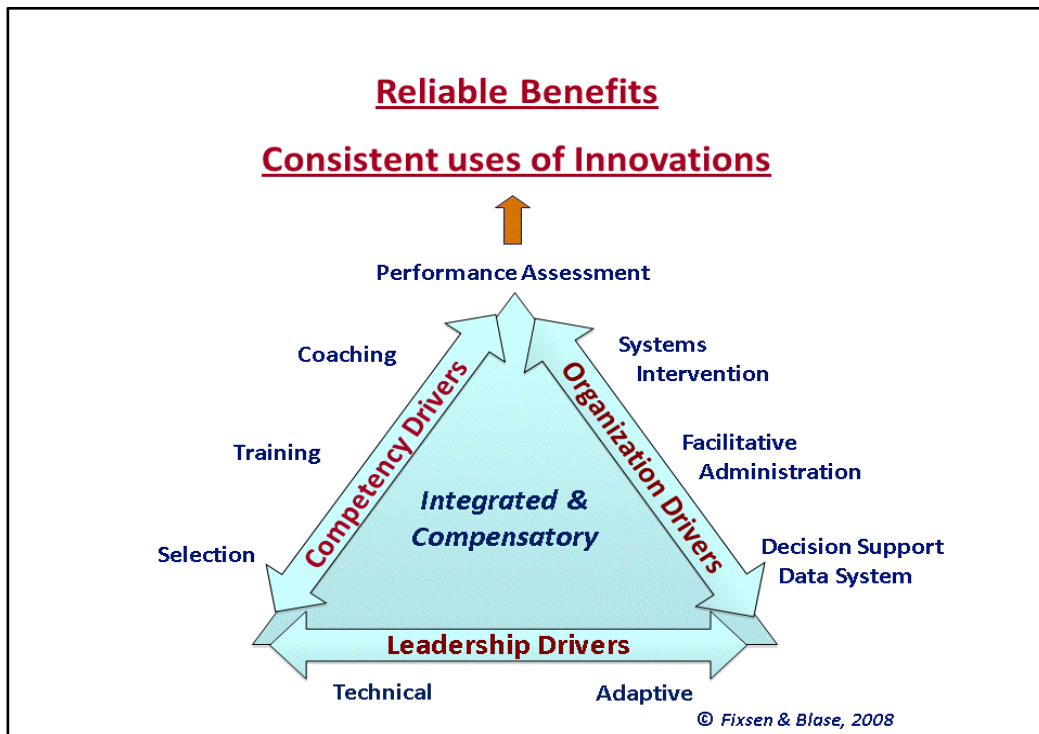 Reliable Benefits
Consistent uses of Innovations
Performance Assessment
Coaching
Training
Selection
Competency Drivers
Systems
Intervention
Facilitative
Administration
Decision Support
Data System
Organization Drivers
Integrated &
Compensatory
Leadership Drivers
Technical
Adaptive
© Fixsen & Blase, 2008